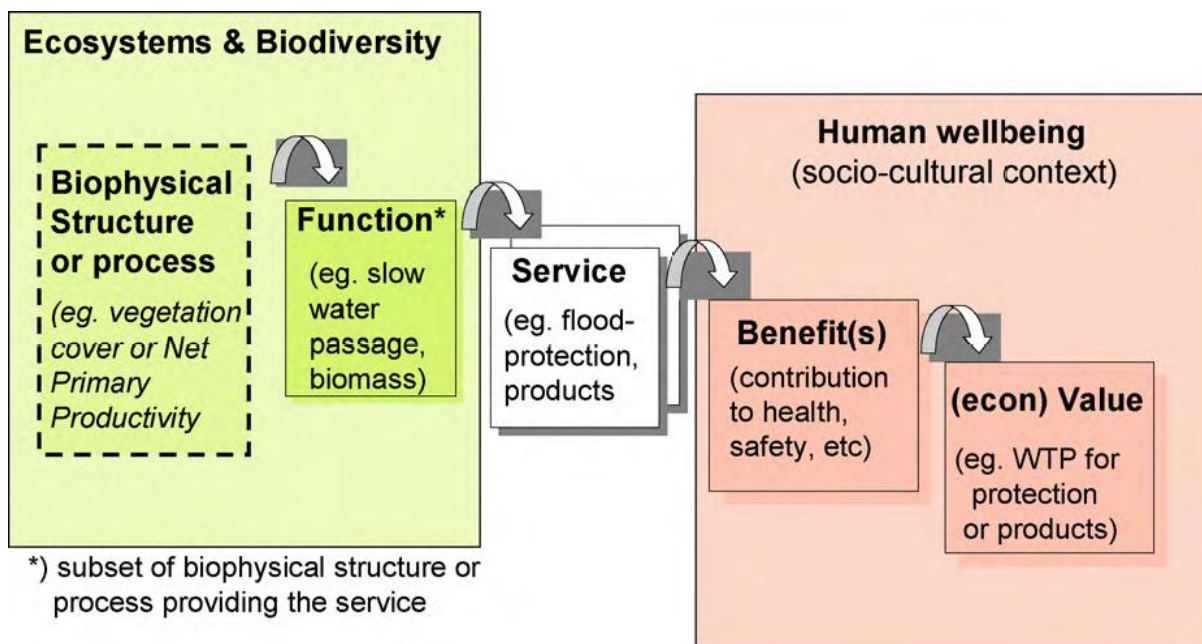 Ecosystems & Biodiversity
Biophysical
Structure
or process
(eg. vegetation
cover or Net
Primary
Productivity
Function*
(eg. slow
water
passage,
biomass)
Service
(eg. flood-
protection,
products
Human wellbeing
(socio-cultural context)
Benefit(s)
(contribution
to health,
safety, etc)
(econ) Value
(eg. WTP for
protection
or products)
*) subset of biophysical structure or
process providing the service